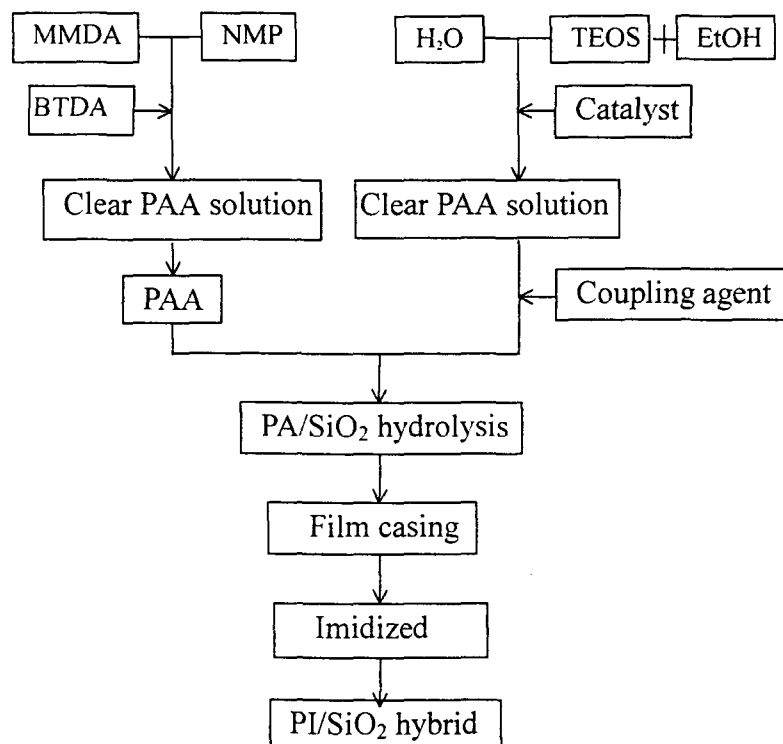 MMDA
NMP
H₂O
TEOS
EtOH
BTDA
Catalyst
Clear PAA solution
Clear PAA solution
PAA
Coupling agent
PA/SiO₂ hydrolysis
Film casing
Imidized
PI/SiO₂ hybrid